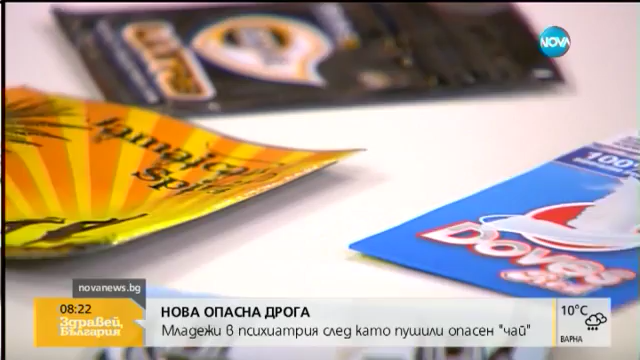 NOVA
Jamaican
Spirit
100%
Doves
novanews.bg
08:22
Здравей,
България
НОВА ОПАСНА ДРОГА
Младежи в психиатрия след като пушили опасен "чай"
10°C
ВАРНА